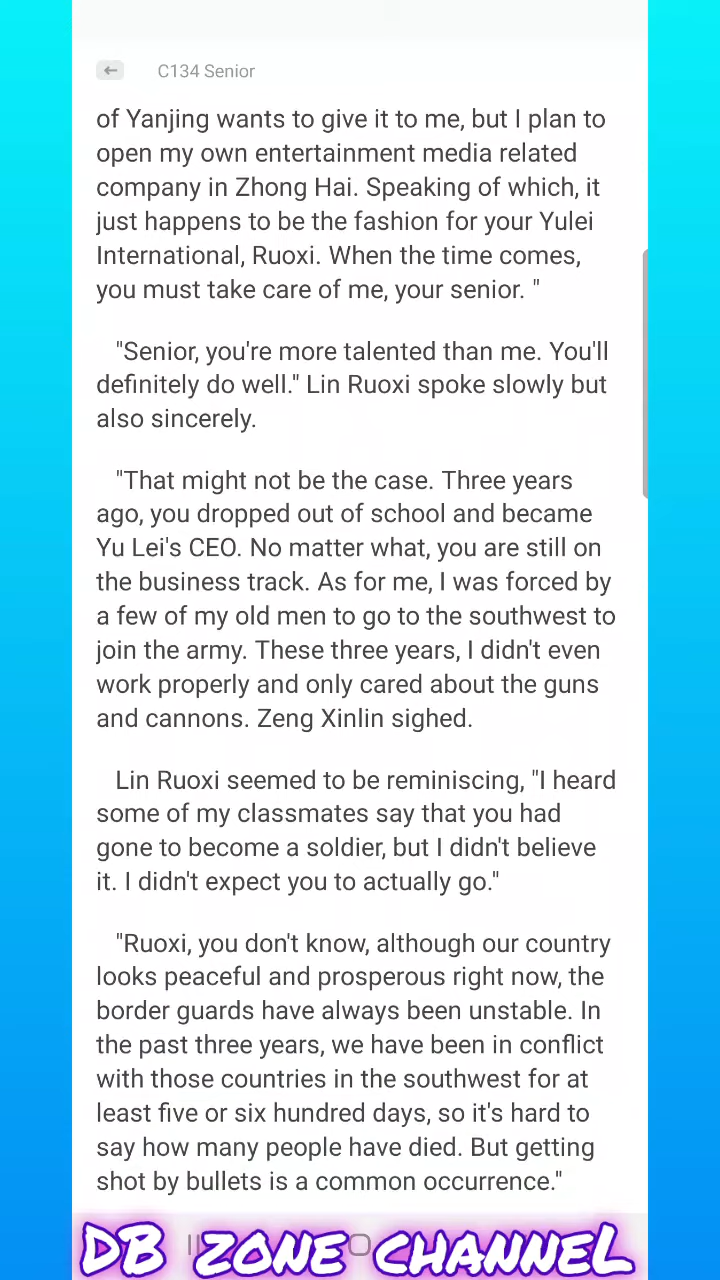 C134 Senior
of Yanjing wants to give it to me, but I plan to
open my own entertainment media related
company in Zhong Hai. Speaking of which, it
just happens to be the fashion for your Yulei
International, Ruoxi. When the time comes,
you must take care of me, your senior. "
"Senior, you're more talented than me. You'll
definitely do well." Lin Ruoxi spoke slowly but
also sincerely.
"That might not be the case. Three years
ago, you dropped out of school and became
Yu Lei's CEO. No matter what, you are still on
the business track. As for me, I was forced by
a few of my old men to go to the southwest to
join the army. These three years, I didn't even
work properly and only cared about the guns
and cannons. Zeng Xinlin sighed.
Lin Ruoxi seemed to be reminiscing, "I heard
some of my classmates say that you had
gone to become a soldier, but I didn't believe
it. I didn't expect you to actually go."
"Ruoxi, you don't know, although our country
looks peaceful and prosperous right now, the
border guards have always been unstable. In
the past three years, we have been in conflict
with those countries in the southwest for at
least five or six hundred days, so it's hard to
say how many people have died. But getting
shot by bullets is a common occurrence."
DB ZONE CHANNEL